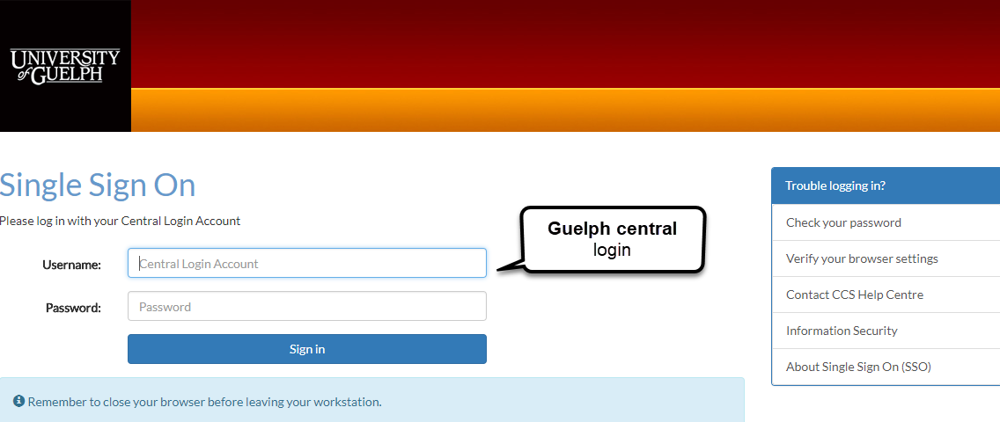 UNIVERSITY
of GUELPH
Single Sign On
Please log in with your Central Login Account
Username:
Central Login Account
Password:
Password
Sign in
Remember to close your browser before leaving your workstation.
Guelph central
login
Trouble logging in?
Check your password
Verify your browser settings
Contact CCS Help Centre
Information Security
About Single Sign On (SSO)